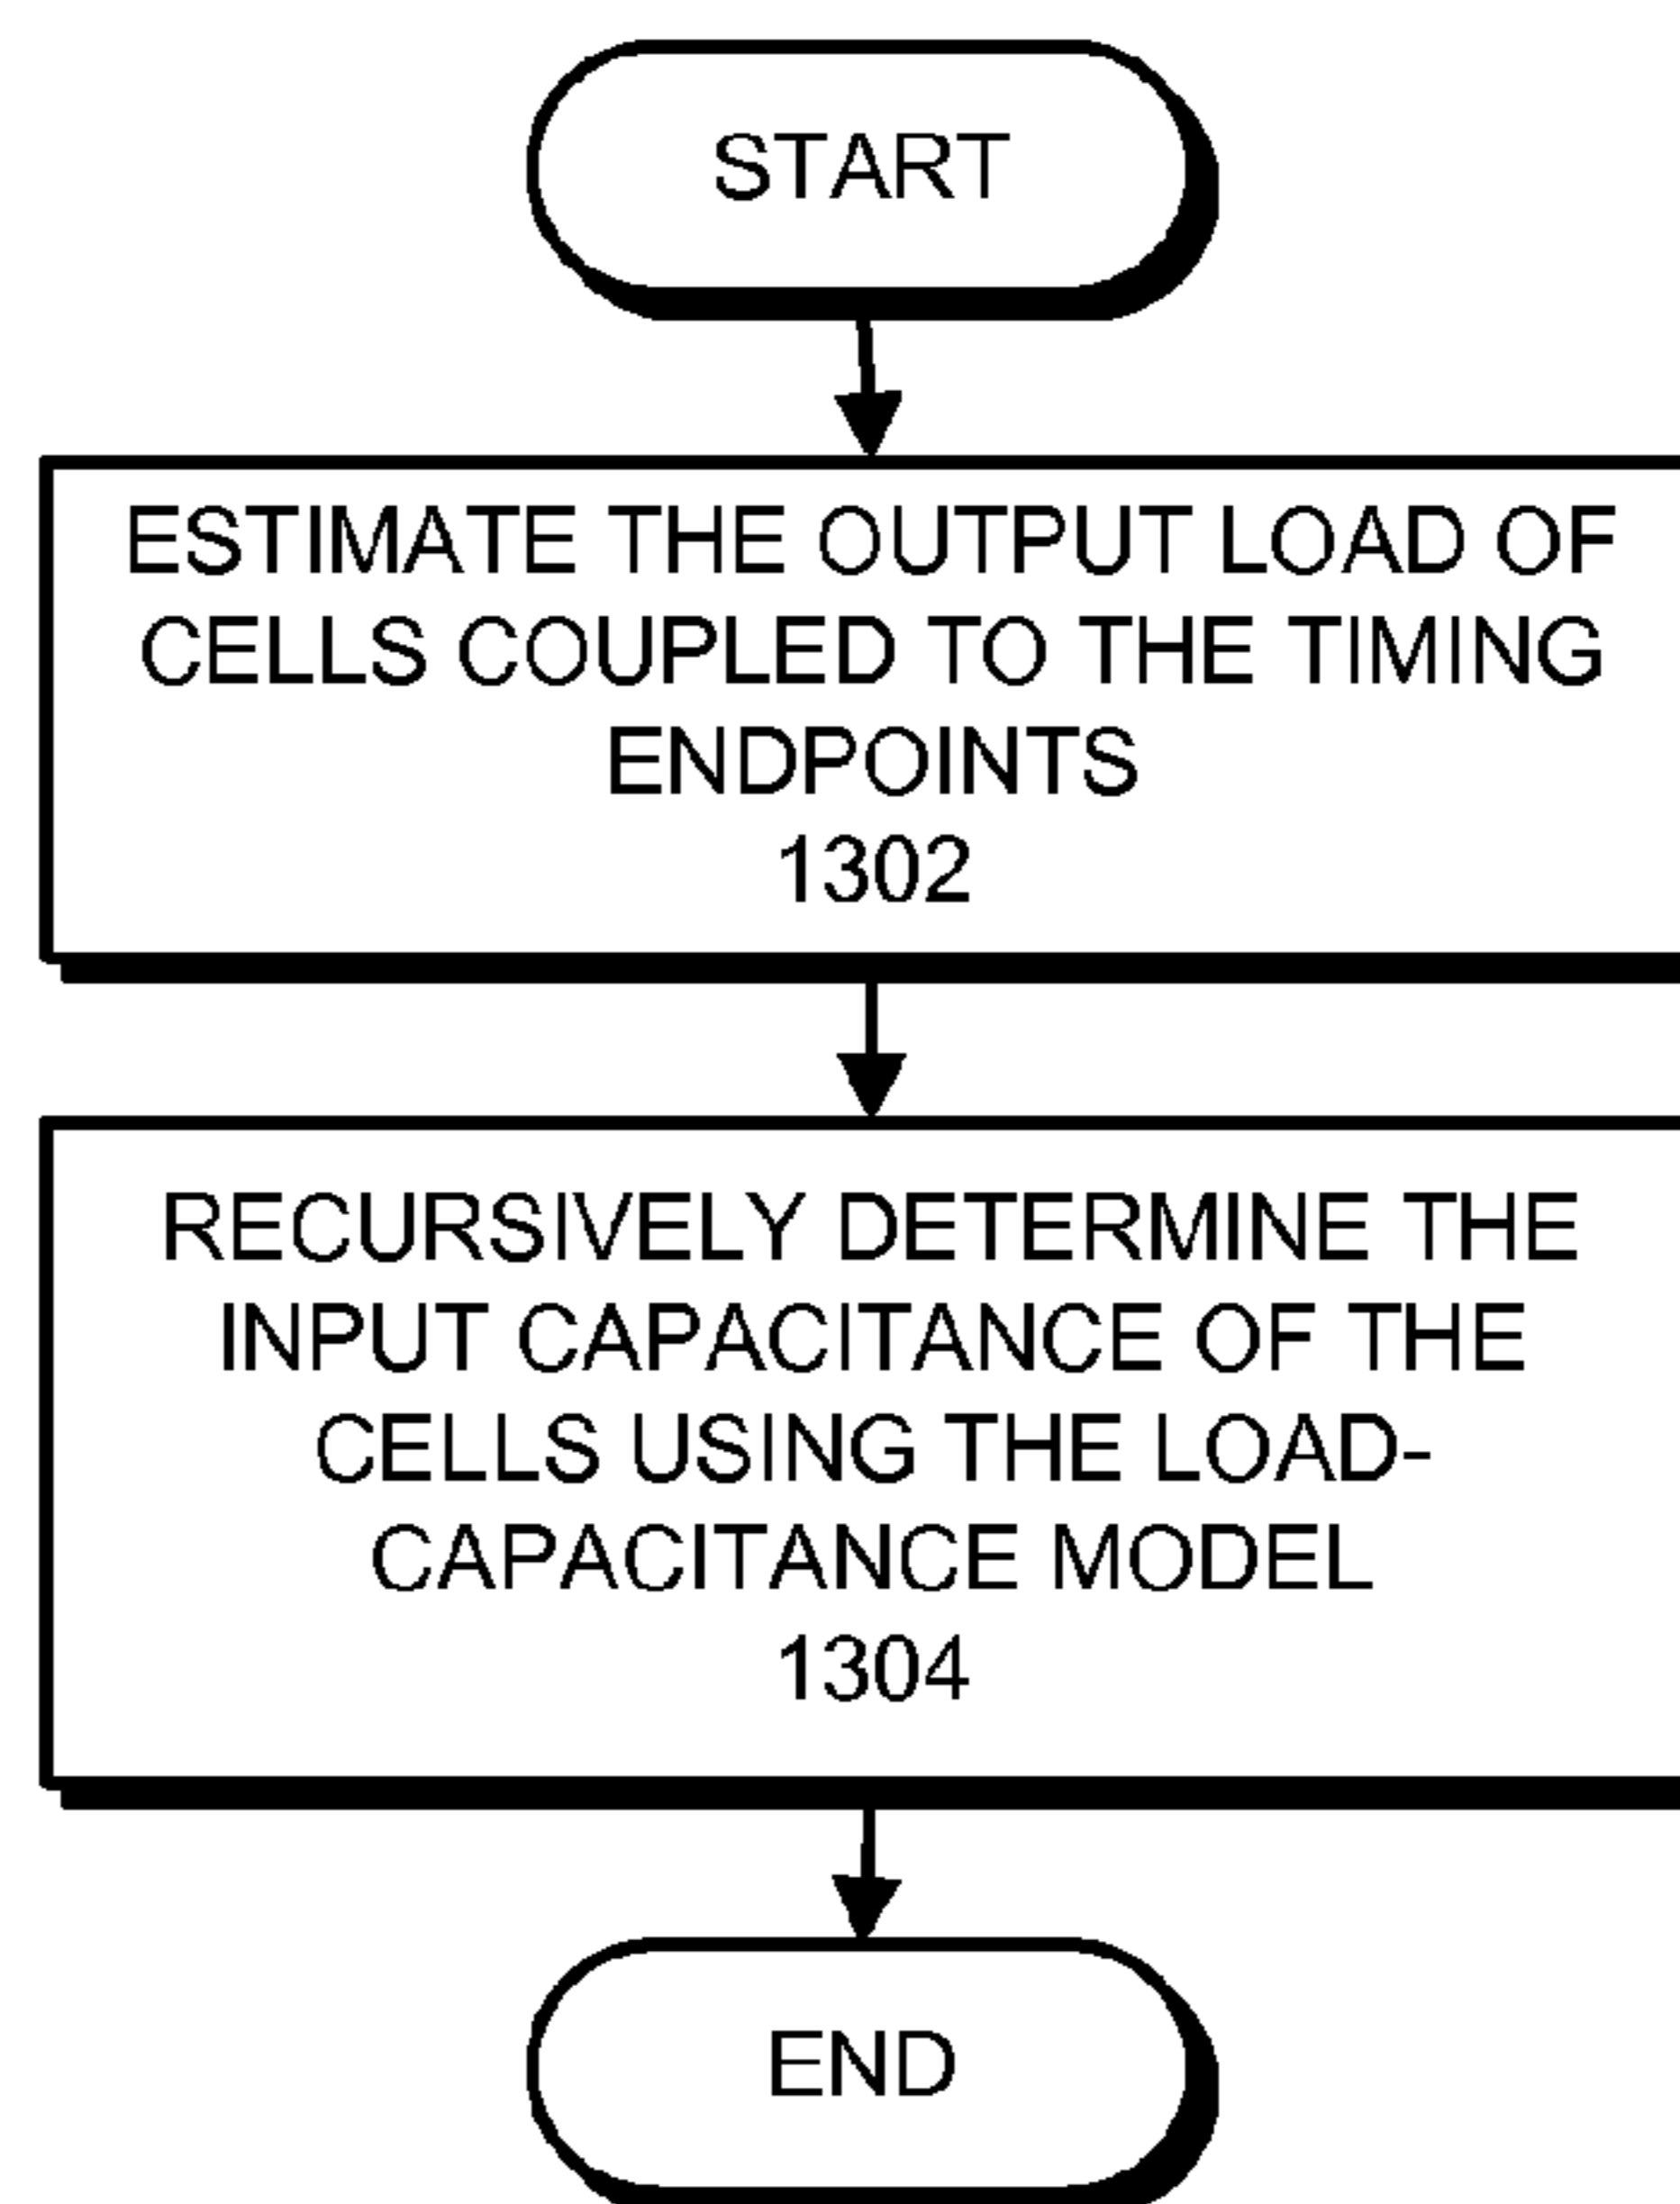 START
ESTIMATE THE OUTPUT LOAD OF
CELLS COUPLED TO THE TIMING
ENDPOINTS
1302
RECURSIVELY DETERMINE THE
INPUT CAPACITANCE OF THE
CELLS USING THE LOAD-
CAPACITANCE MODEL
1304
END